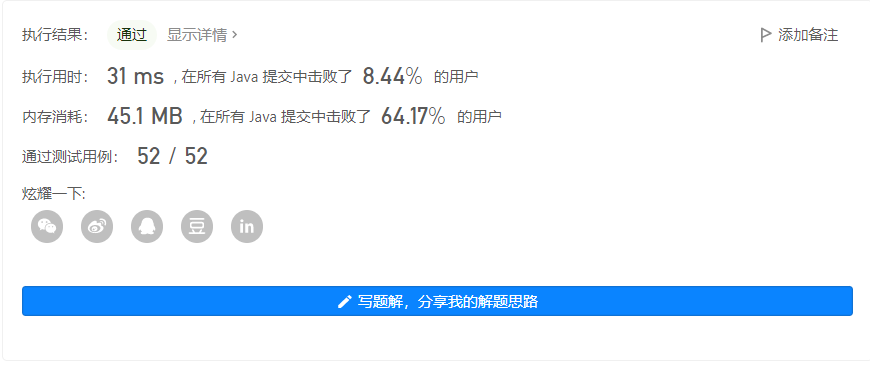 执行结果： 通过 显示详情 > 添加备注
执行用时： 31 ms , 在所有 Java 提交中击败了 8.44% 的用户
内存消耗： 45.1 MB , 在所有 Java 提交中击败了 64.17% 的用户
通过测试用例： 52 / 52
炫耀一下:
豆 in
写题解，分享我的解题思路